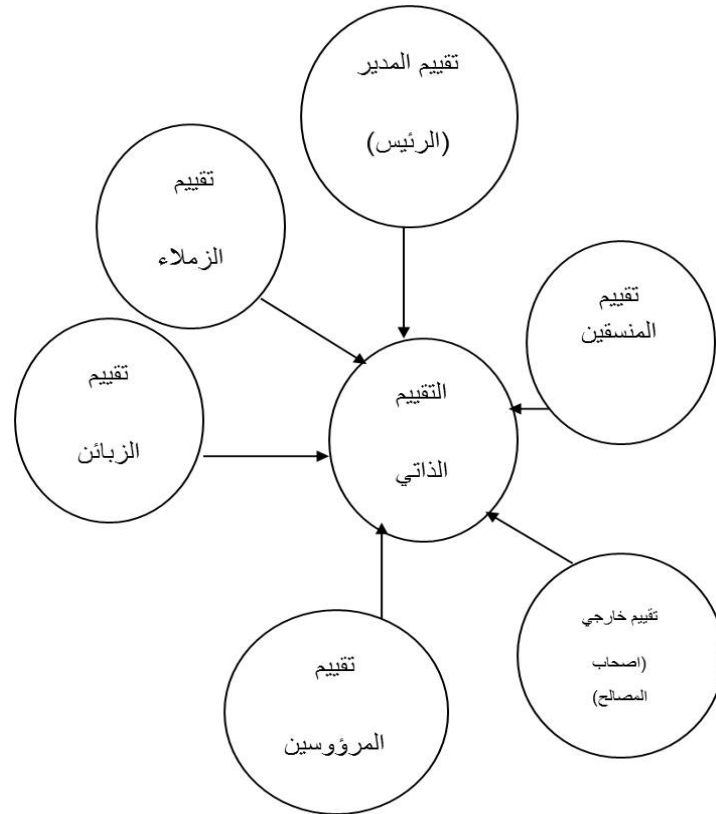 تقييم المدير
(الرئيس)
تقييم
الزملاء
تقييم
المنسقين
تقييم
الزبائن
التقييم
الذاتي
تقييم خارجي
(اصحاب
المصالح)
تقييم
المرؤوسين